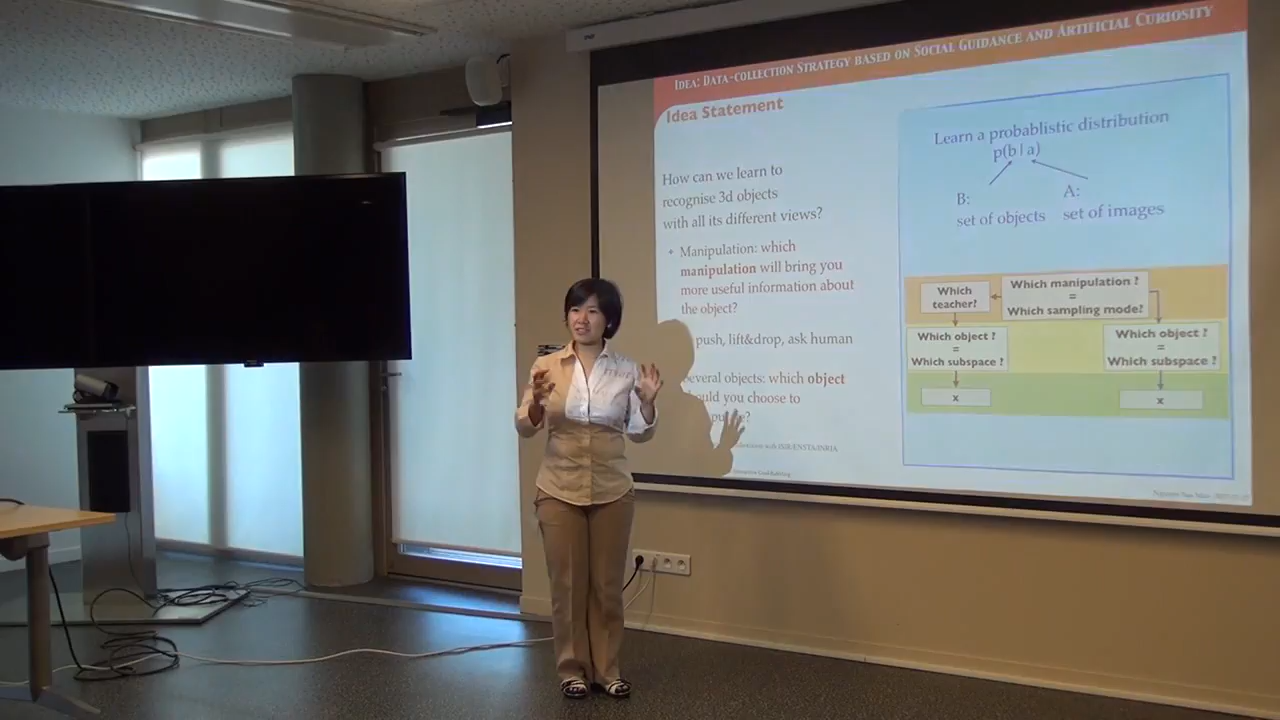 IDEA: DATA-COLLECTION STRATEGY BASED ON SOCIAL GUIDANCE AND ARTIFICIAL CURIOSITY
Idea Statement
How can we learn to
recognise 3d objects
with all its different views?
Manipulation: which
manipulation will bring you
more useful information about
the object?
push, lift&drop, ask human
Several objects: which object
you choose to
Learn a probablistic distribution
p(b|a)
B:
set of objects
A:
set of images
Which teacher?
Which manipulation ?
=
Which sampling mode?
Which object ?
=
Which subspace ?
x
Which object ?
=
Which subspace ?
x